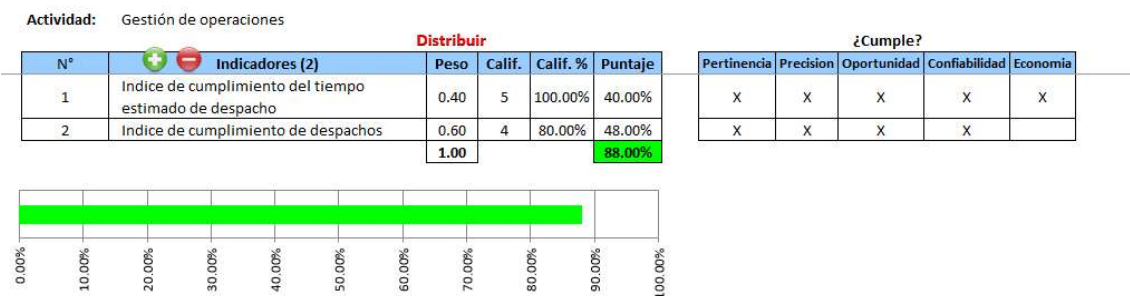 Actividad: Gestión de operaciones
Distribuir ¿Cumple?
N° Indicadores (2) Peso Calif. Calif. % Puntaje Pertinencia Precision Oportunidad Confiabilidad Economia
1 Indice de cumplimiento del tiempo estimado de despacho 0.40 5 100.00% 40.00% X X X X X
2 Indice de cumplimiento de despachos 0.60 4 80.00% 48.00% X X X X
1.00 88.00%
0.00% 10.00% 20.00% 30.00% 40.00% 50.00% 60.00% 70.00% 80.00% 90.00% 100.00%